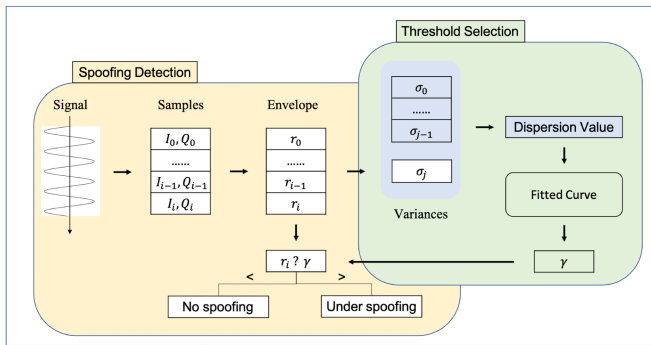 Threshold Selection
Spoofing Detection
Signal
Samples
Envelope
I₀, Q₀
......
Iᵢ₋₁, Qᵢ₋₁
Iᵢ, Qᵢ
r₀
......
rᵢ₋₁
rᵢ
σ₀
......
σⱼ₋₁
σⱼ
Variances
Dispersion Value
Fitted Curve
γ
rᵢ ? γ
< >
No spoofing
Under spoofing